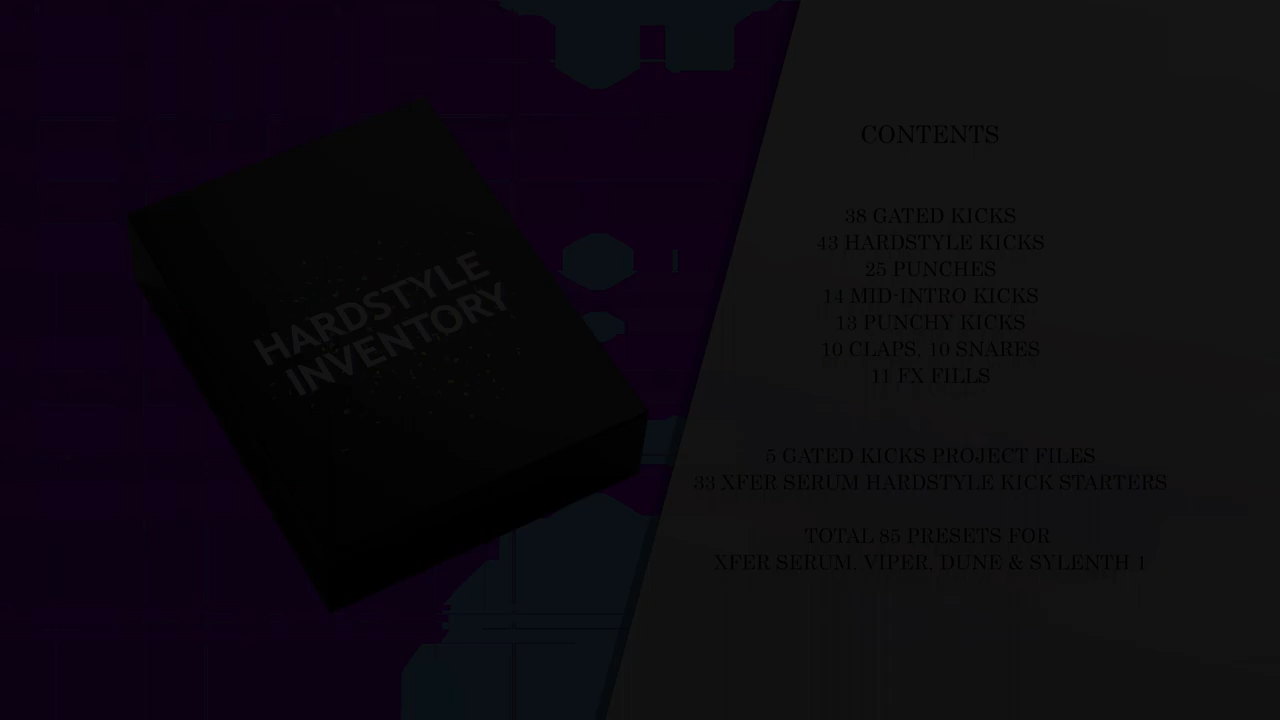 HARDSTYLE
INVENTORY
CONTENTS
38 GATED KICKS
43 HARDSTYLE KICKS
25 PUNCHES
14 MID-INTRO KICKS
13 PUNCHY KICKS
10 CLAPS, 10 SNARES
11 FX FILLS
5 GATED KICKS PROJECT FILES
33 XFER SERUM HARDSTYLE KICK STARTERS
TOTAL 85 PRESETS FOR
XFER SERUM, VIPER, DUNE & SYLENTH 1